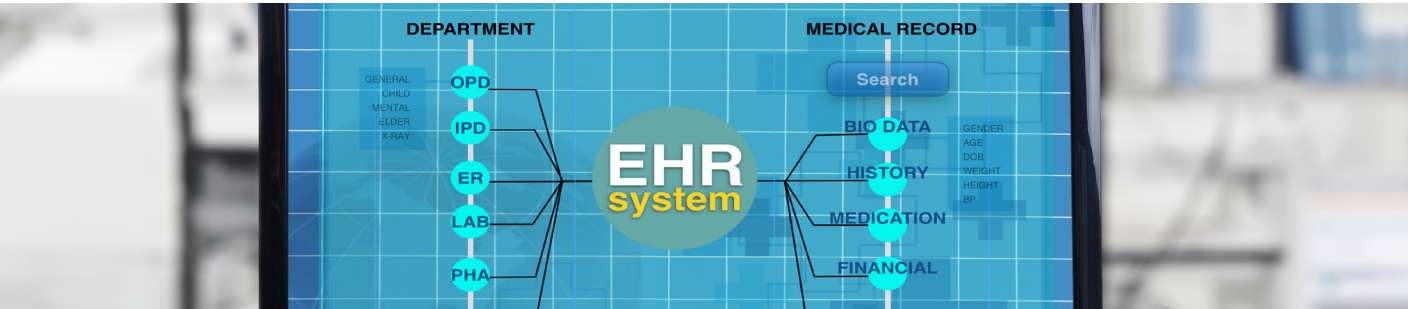 DEPARTMENT
GENERAL
CHILD
MENTAL
ELDER
X-RAY
OPD
IPD
ER
LAB
PHA
EHR
system
MEDICAL RECORD
Search
BIO DATA
HISTORY
MEDICATION
FINANCIAL
GENDER
AGE
DOB
WEIGHT
HEIGHT
BP